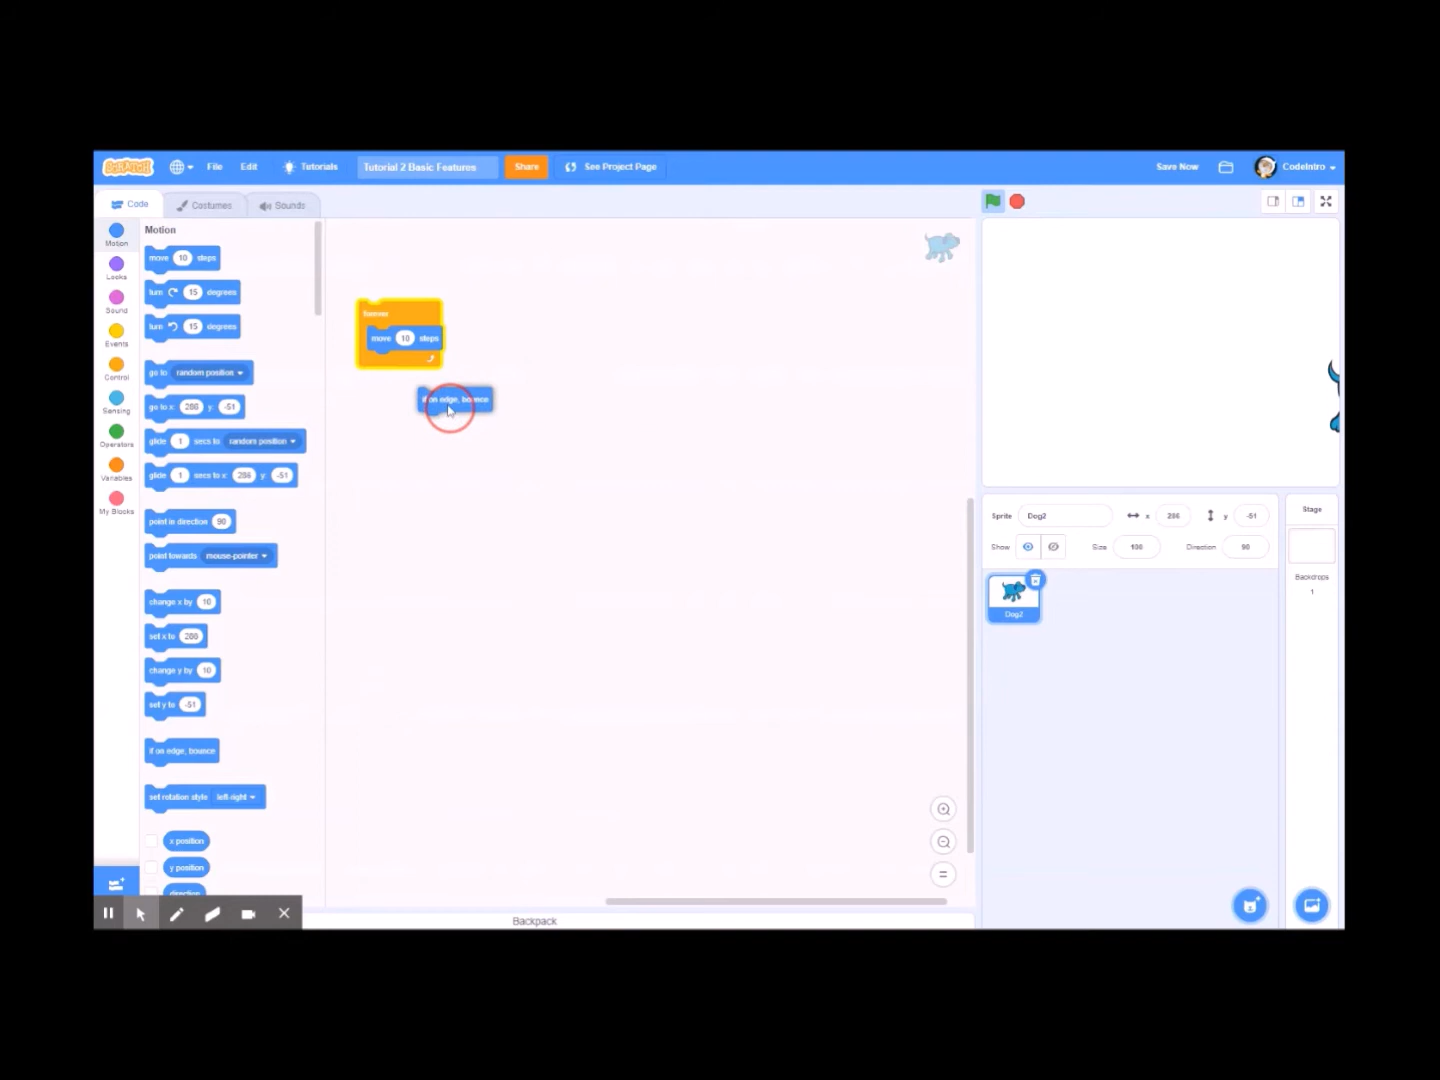 SCRATCH File Edit Tutorials Tutorial 2 Basic Features Share See Project Page Save Now CodeIntro
Code Costumes Sounds
Motion
Looks
Sound
Events
Control
Sensing
Operators
Variables
My Blocks
Motion
move 10 steps
turn 15 degrees
turn 15 degrees
go to random position
go to x: 286 y: -51
glide 1 secs to random position
glide 1 secs to x: 286 y: -51
point in direction 90
point towards mouse-pointer
change x by 10
set x to 286
change y by 10
set y to -51
if on edge, bounce
set rotation style left-right
x position
y position
direction
forever
move 10 steps
if on edge, bounce
Backpack
Sprite Dog2 x 286 y -51
Show Size 100 Direction 90
Dog2
Stage
Backdrops
1